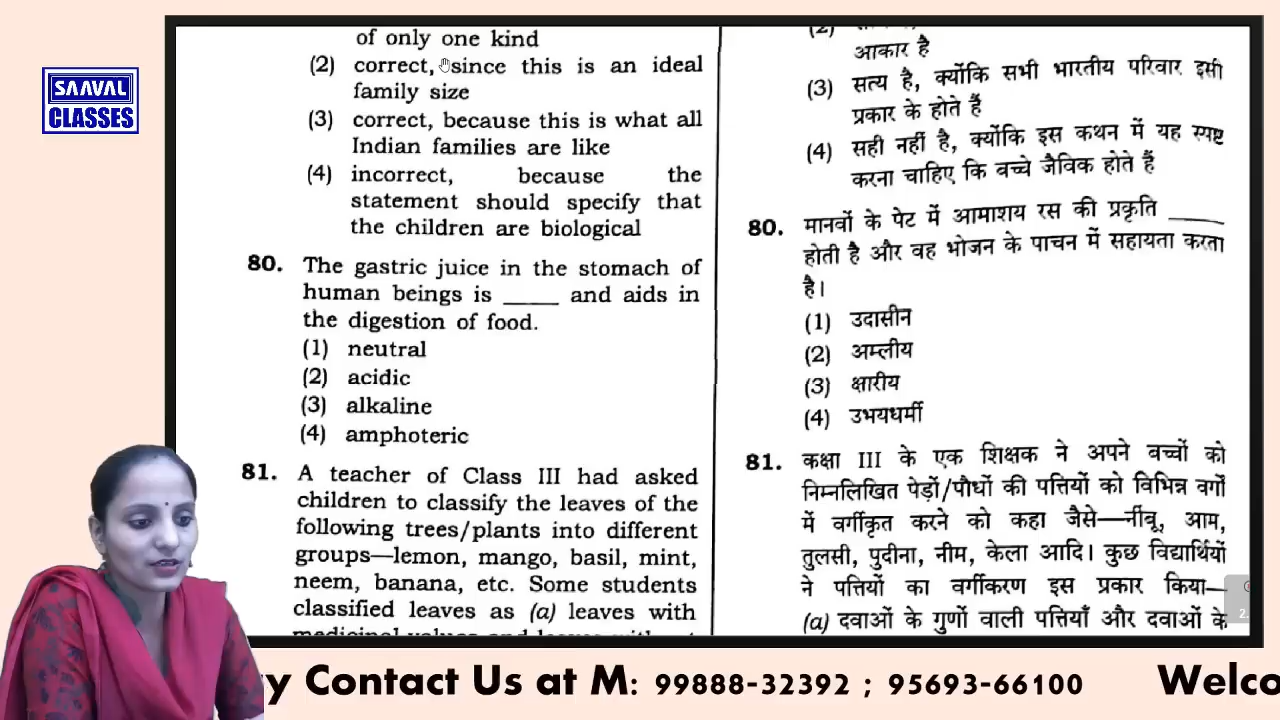 SAAVAL
CLASSES
of only one kind
(2) correct, since this is an ideal
family size
(3) correct, because this is what all
Indian families are like
(4) incorrect, because the
statement should specify that
the children are biological
80. The gastric juice in the stomach of
human beings is ____ and aids in
the digestion of food.
(1) neutral
(2) acidic
(3) alkaline
(4) amphoteric
81. A teacher of Class III had asked
children to classify the leaves of the
following trees/plants into different
groups—lemon, mango, basil, mint,
neem, banana, etc. Some students
classified leaves as (a) leaves with
medicinal values and leaves without
(2)
आकार है
(3) सत्य है, क्योंकि सभी भारतीय परिवार इसी
प्रकार के होते हैं
(4) सही नहीं है, क्योंकि इस कथन में यह स्पष्ट
करना चाहिए कि बच्चे जैविक होते हैं
80. मानवों के पेट में आमाशय रस की प्रकृति ____
होती है और वह भोजन के पाचन में सहायता करता
है।
(1) उदासीन
(2) अम्लीय
(3) क्षारीय
(4) उभयधर्मी
81. कक्षा III के एक शिक्षक ने अपने बच्चों को
निम्नलिखित पेड़ों/पौधों की पत्तियों को विभिन्न वर्गों
में वर्गीकृत करने को कहा जैसे—नींबू, आम,
तुलसी, पुदीना, नीम, केला आदि। कुछ विद्यार्थियों
ने पत्तियों का वर्गीकरण इस प्रकार किया—
(a) दवाओं के गुणों वाली पत्तियाँ और दवाओं के
y Contact Us at M: 99888-32392 ; 95693-66100 Welco